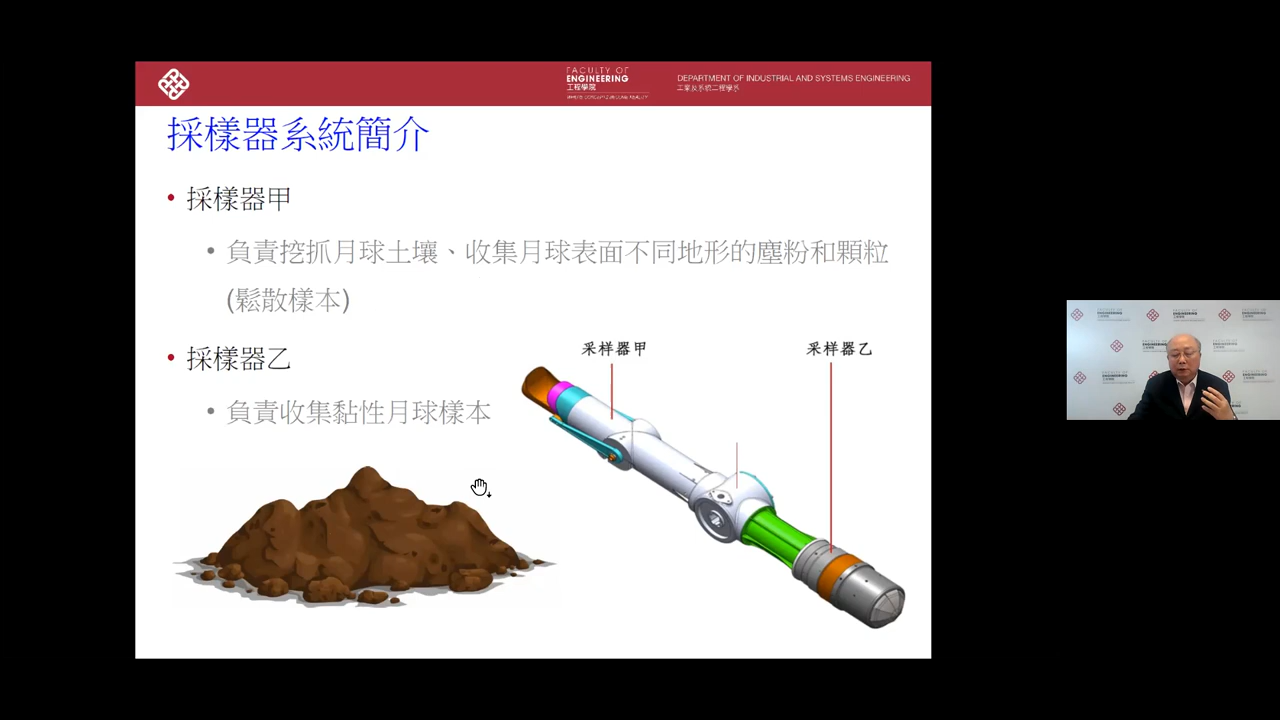 FACULTY OF
ENGINEERING
工程學院
DEPARTMENT OF INDUSTRIAL AND SYSTEMS ENGINEERING
工業及系統工程學系
採樣器系統簡介
• 採樣器甲
• 負責挖抓月球土壤、收集月球表面不同地形的塵粉和顆粒
(鬆散樣本)
• 採樣器乙
• 負責收集黏性月球樣本
采样器甲
采样器乙